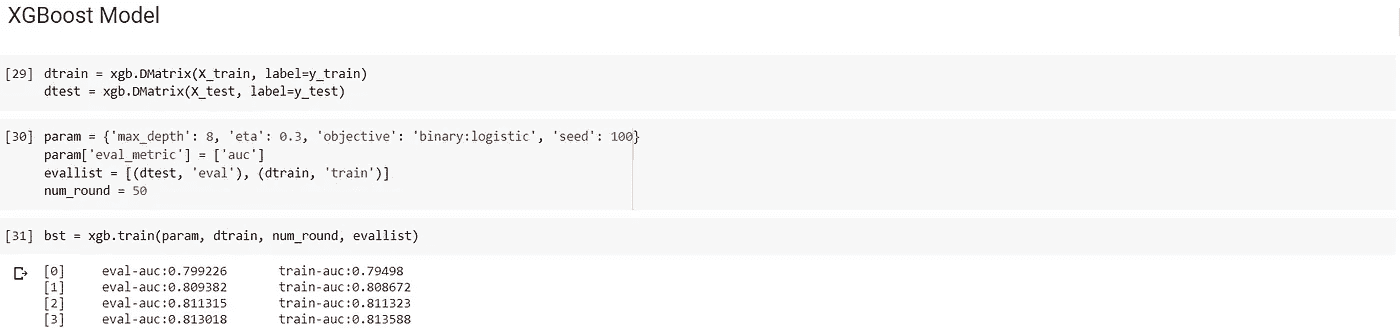 XGBoost Model
[29] dtrain = xgb.DMatrix(X_train, label=y_train)
dtest = xgb.DMatrix(X_test, label=y_test)
[30] param = {'max_depth': 8, 'eta': 0.3, 'objective': 'binary:logistic', 'seed': 100}
param['eval_metric'] = ['auc']
evallist = [(dtest, 'eval'), (dtrain, 'train')]
num_round = 50
[31] bst = xgb.train(param, dtrain, num_round, evallist)
[0] eval-auc:0.799226 train-auc:0.79498
[1] eval-auc:0.809382 train-auc:0.808672
[2] eval-auc:0.811315 train-auc:0.811323
[3] eval-auc:0.813018 train-auc:0.813588